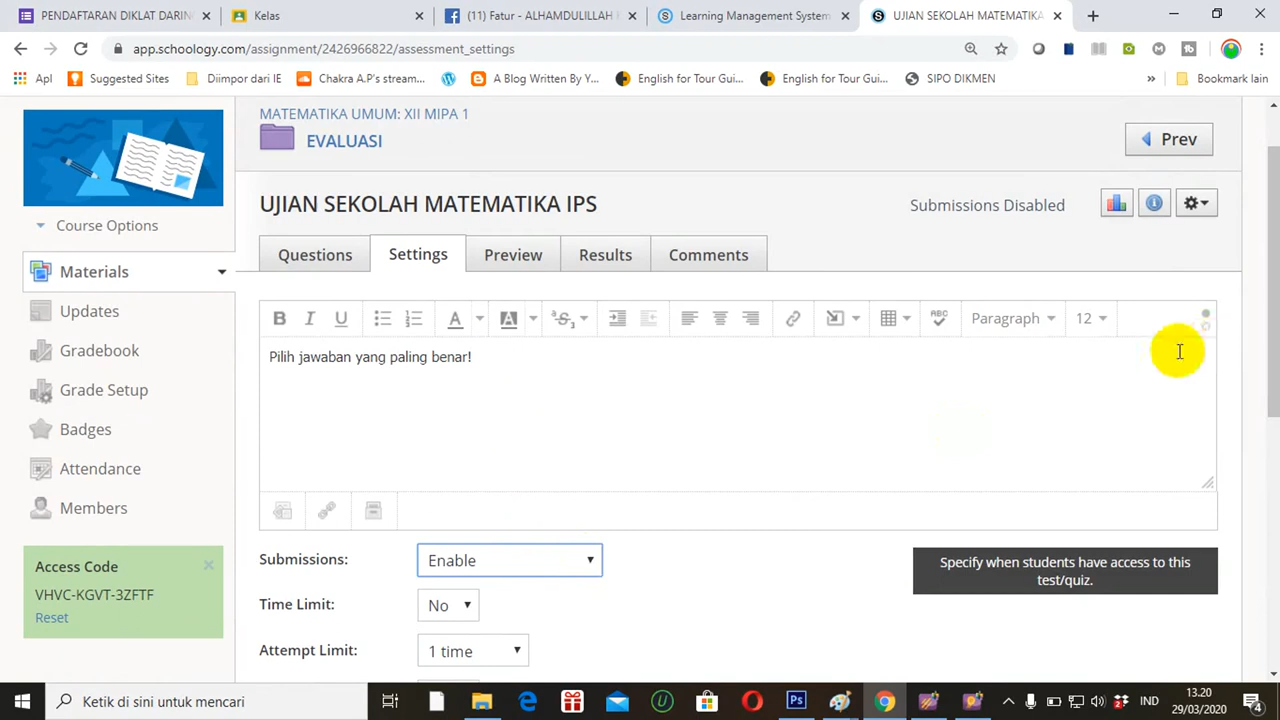 PENDAFTARAN DIKLAT DARIN
Kelas
(11) Fatur - ALHAMDULILLAH
Learning Management System
UJIAN SEKOLAH MATEMATIKA
app.schoology.com/assignment/2426966822/assessment_settings
Apl
Suggested Sites
Diimpor dari IE
Chakra A.P's stream...
A Blog Written By Y...
English for Tour Gui...
English for Tour Gui...
SIPO DIKMEN
»
Bookmark lain
MATEMATIKA UMUM: XII MIPA 1
EVALUASI
Prev
Course Options
UJIAN SEKOLAH MATEMATIKA IPS
Submissions Disabled
Questions
Settings
Preview
Results
Comments
Materials
Updates
Gradebook
Grade Setup
Badges
Attendance
Members
B I U
A
A
ABC
Paragraph
12
Pilih jawaban yang paling benar!
Access Code
VHVC-KGVT-3ZFTF
Reset
Submissions:
Enable
Specify when students have access to this
test/quiz.
Time Limit:
No
Attempt Limit:
1 time
Ketik di sini untuk mencari
IND
13.20
29/03/2020
4